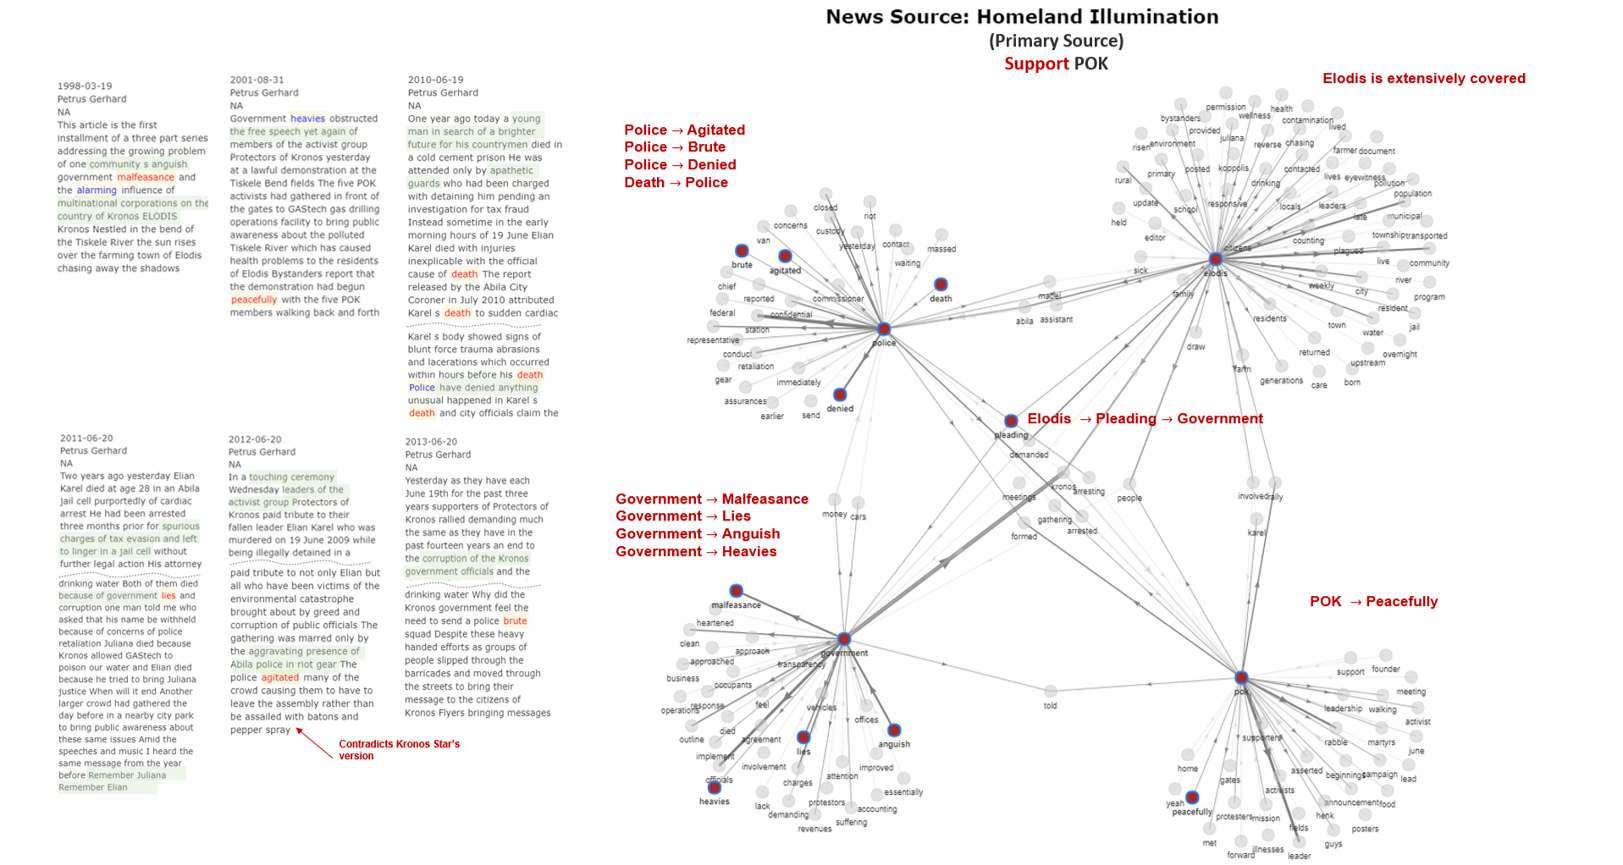 News Source: Homeland Illumination
(Primary Source)
Support POK
1998-03-19
Petrus Gerhard
NA
This article is the first
installment of a three part series
addressing the growing problem
of one community s anguish
government malfeasance and
the alarming influence of
multinational corporations on the
country of Kronos ELODIS
Kronos Nestled in the bend of
the Tiskele River the sun rises
over the farming town of Elodis
chasing away the shadows
2001-08-31
Petrus Gerhard
NA
Government heavies obstructed
the free speech yet again of
members of the activist group
Protectors of Kronos yesterday
at a lawful demonstration at the
Tiskele Bend fields The five POK
activists had gathered in front of
the gates to GAStech gas drilling
operations facility to bring public
awareness about the polluted
Tiskele River which has caused
health problems to the residents
of Elodis Bystanders report that
the demonstration had begun
peacefully with the five POK
members walking back and forth
2010-06-19
Petrus Gerhard
NA
One year ago today a young
man in search of a brighter
future for his countrymen died in
a cold cement prison He was
attended only by apathetic
guards who had been charged
with detaining him pending an
investigation for tax fraud
Instead sometime in the early
morning hours of 19 June Elian
Karel died with injuries
inexplicable with the official
cause of death The report
released by the Abila City
Coroner in July 2010 attributed
Karel s death to sudden cardiac
Karel s body showed signs of
blunt force trauma abrasions
and lacerations which occurred
within hours before his death
Police have denied anything
unusual happened in Karel s
death and city officials claim the
2011-06-20
Petrus Gerhard
NA
Two years ago yesterday Elian
Karel died at age 28 in an Abila
jail cell purportedly of cardiac
arrest He had been arrested
three months prior for spurious
charges of tax evasion and left
to linger in a jail cell without
further legal action His attorney
drinking water Both of them died
because of government lies and
corruption one man told me who
asked that his name be withheld
because of concerns of police
retaliation Juliana died because
Kronos allowed GAStech to
poison our water and Elian died
because he tried to bring Juliana
justice When will it end Another
larger crowd had gathered the
day before in a nearby city park
to bring public awareness about
these same issues Amid the
speeches and music I heard the
same message from the year
before Remember Juliana
Remember Elian
2012-06-20
Petrus Gerhard
NA
In a touching ceremony
Wednesday leaders of the
activist group Protectors of
Kronos paid tribute to their
fallen leader Elian Karel who was
murdered on 19 June 2009 while
being illegally detained in a
paid tribute to not only Elian but
all who have been victims of the
environmental catastrophe
brought about by greed and
corruption of public officials The
gathering was marred only by
the aggravating presence of
Abila police in riot gear The
police agitated many of the
crowd causing them to have to
leave the assembly rather than
be assailed with batons and
pepper spray
Contradicts Kronos Star's
version
2013-06-20
Petrus Gerhard
NA
Yesterday as they have each
June 19th for the past three
years supporters of Protectors of
Kronos rallied demanding much
the same as they have in the
past fourteen years an end to
the corruption of the Kronos
government officials and the
drinking water Why did the
Kronos government feel the
need to send a police brute
squad Despite these heavy
handed efforts as groups of
people slipped through the
barricades and moved through
the streets to bring their
message to the citizens of
Kronos Flyers bringing messages
Police → Agitated
Police → Brute
Police → Denied
Death → Police
closed
riot
concerns
custody
van
yesterday
contact
massed
waiting
brute
agitated
chief
commissioner
death
reported
federal
confidential
station
representative
police
conduct
retaliation
gear
immediately
assurances
denied
earlier
send
Elodis is extensively covered
permission
health
bystanders
wellness
contamination
provided
lived
risen
juliana
environment
reverse
chasing
farmer
document
primary
posted
koppolis
contacted
rural
drinking
lives
eyewitness
pollution
update
population
school
responsive
locals
leaders
held
late
municipal
editor
counting
township
transported
citizens
plagued
sick
elodis
live
community
family
weekly
city
river
program
mabel
resident
abila
assistant
residents
town
water
jail
draw
returned
overnight
farm
upstream
generations
care
born
Elodis → Pleading → Government
pleading
demanded
kronos
arresting
meetings
people
involved
rally
gathering
arrested
formed
karel
money
cars
told
Government → Malfeasance
Government → Lies
Government → Anguish
Government → Heavies
malfeasance
heartened
clean
approach
government
approached
transparency
business
occupants
operations
response
feel
vehicles
offices
outline
died
agreement
lies
anguish
implement
involvement
improved
officials
attention
charges
heavies
essentially
lack
protestors
accounting
demanding
suffering
revenues
POK → Peacefully
founder
support
pok
meeting
leadership
walking
activist
supporters
rabble
martyrs
june
home
asserted
gates
beginning
campaign
lead
yeah
activists
peacefully
announcement
food
protesters
mission
henk
fields
posters
met
guys
forward
illnesses
leader